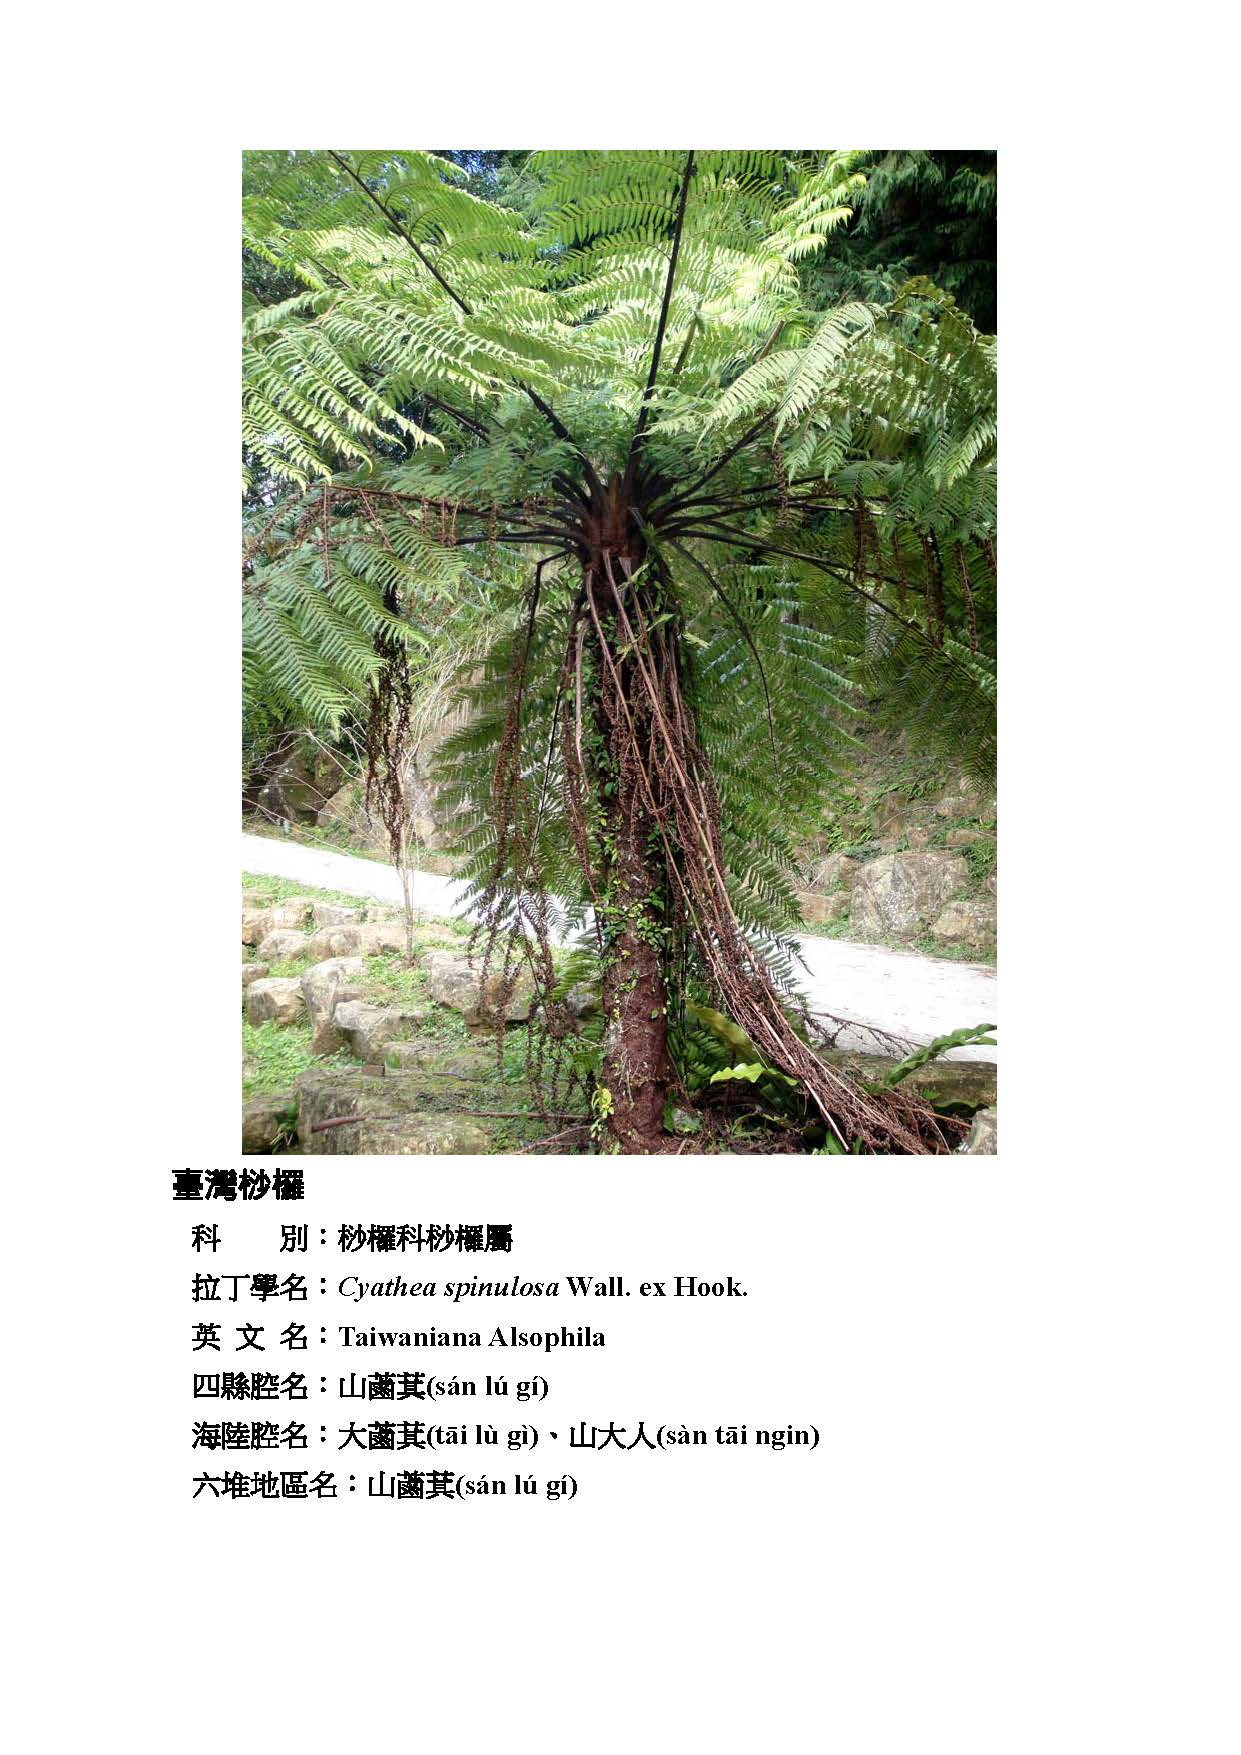 臺灣桫欏
科　　別：桫欏科桫欏屬
拉丁學名：Cyathea spinulosa Wall. ex Hook.
英 文 名：Taiwaniana Alsophila
四縣腔名：山蕗萁(sán lú gí)
海陸腔名：大蕗萁(tāi lù gì)、山大人(sàn tāi ngin)
六堆地區名：山蕗萁(sán lú gí)